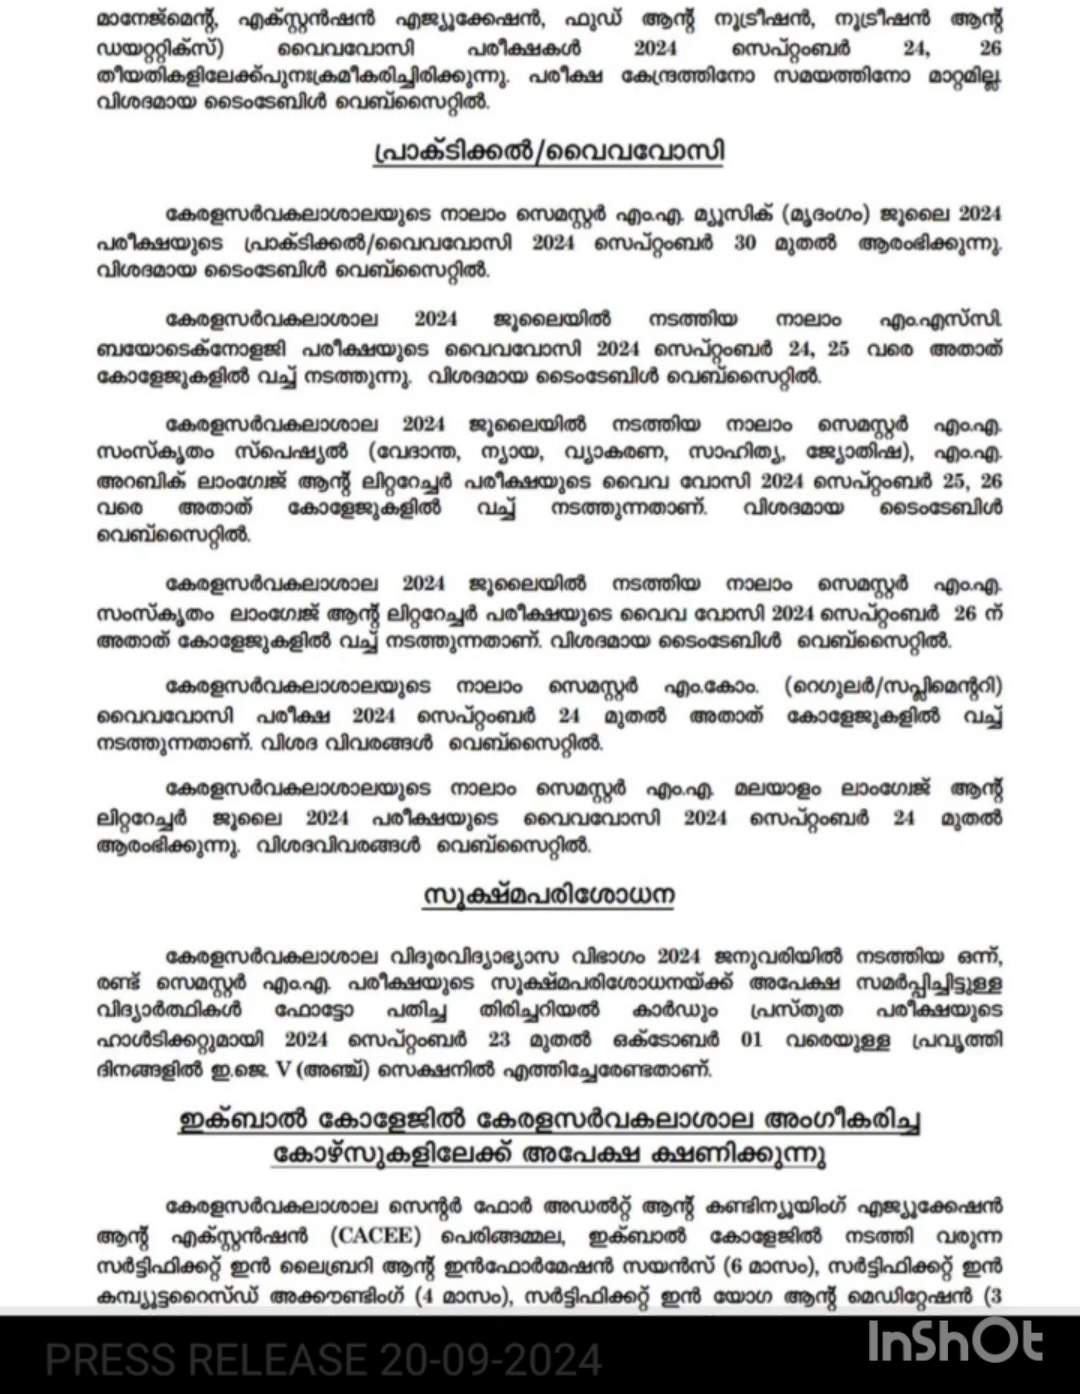 മാനേജ്മെന്റ്, എക്സ്റ്റൻഷൻ എജ്യൂക്കേഷൻ, ഫുഡ് ആന്റ് ന്യൂട്രീഷൻ, ന്യൂട്രീഷൻ ആന്റ്
ഡയറ്ററ്റിക്സ്) വൈവവോസി പരീക്ഷകൾ 2024 സെപ്റ്റംബർ 24, 26
തീയതികളിലേക്ക്പുനഃക്രമീകരിച്ചിരിക്കുന്നു. പരീക്ഷ കേന്ദ്രത്തിനോ സമയത്തിനോ മാറ്റമില്ല.
വിശദമായ ടൈംടേബിൾ വെബ്സൈറ്റിൽ.
പ്രാക്ടിക്കൽ/വൈവവോസി
കേരളസർവകലാശാലയുടെ നാലാം സെമസ്റ്റർ എം.എ. മ്യൂസിക് (മൃദംഗം) ജൂലൈ 2024
പരീക്ഷയുടെ പ്രാക്ടിക്കൽ/വൈവവോസി 2024 സെപ്റ്റംബർ 30 മുതൽ ആരംഭിക്കുന്നു.
വിശദമായ ടൈംടേബിൾ വെബ്സൈറ്റിൽ.
കേരളസർവകലാശാല 2024 ജൂലൈയിൽ നടത്തിയ നാലാം എം.എസ്സി.
ബയോടെക്നോളജി പരീക്ഷയുടെ വൈവവോസി 2024 സെപ്റ്റംബർ 24, 25 വരെ അതാത്
കോളേജുകളിൽ വച്ച് നടത്തുന്നു. വിശദമായ ടൈംടേബിൾ വെബ്സൈറ്റിൽ.
കേരളസർവകലാശാല 2024 ജൂലൈയിൽ നടത്തിയ നാലാം സെമസ്റ്റർ എം.എ.
സംസ്കൃതം സ്പെഷ്യൽ (വേദാന്ത, ന്യായ, വ്യാകരണ, സാഹിത്യ, ജ്യോതിഷ), എം.എ.
അറബിക് ലാംഗ്വേജ് ആന്റ് ലിറ്ററേച്ചർ പരീക്ഷയുടെ വൈവ വോസി 2024 സെപ്റ്റംബർ 25, 26
വരെ അതാത് കോളേജുകളിൽ വച്ച് നടത്തുന്നതാണ്. വിശദമായ ടൈംടേബിൾ
വെബ്സൈറ്റിൽ.
കേരളസർവകലാശാല 2024 ജൂലൈയിൽ നടത്തിയ നാലാം സെമസ്റ്റർ എം.എ.
സംസ്കൃതം ലാംഗ്വേജ് ആന്റ് ലിറ്ററേച്ചർ പരീക്ഷയുടെ വൈവ വോസി 2024 സെപ്റ്റംബർ 26 ന്
അതാത് കോളേജുകളിൽ വച്ച് നടത്തുന്നതാണ്. വിശദമായ ടൈംടേബിൾ വെബ്സൈറ്റിൽ.
കേരളസർവകലാശാലയുടെ നാലാം സെമസ്റ്റർ എം.കോം. (റെഗുലർ/സപ്ലിമെന്ററി)
വൈവവോസി പരീക്ഷ 2024 സെപ്റ്റംബർ 24 മുതൽ അതാത് കോളേജുകളിൽ വച്ച്
നടത്തുന്നതാണ്. വിശദ വിവരങ്ങൾ വെബ്സൈറ്റിൽ.
കേരളസർവകലാശാലയുടെ നാലാം സെമസ്റ്റർ എം.എ. മലയാളം ലാംഗ്വേജ് ആന്റ്
ലിറ്ററേച്ചർ ജൂലൈ 2024 പരീക്ഷയുടെ വൈവവോസി 2024 സെപ്റ്റംബർ 24 മുതൽ
ആരംഭിക്കുന്നു. വിശദവിവരങ്ങൾ വെബ്സൈറ്റിൽ.
സൂക്ഷ്മപരിശോധന
കേരളസർവകലാശാല വിദൂരവിദ്യാഭ്യാസ വിഭാഗം 2024 ജനുവരിയിൽ നടത്തിയ ഒന്ന്,
രണ്ട് സെമസ്റ്റർ എം.എ. പരീക്ഷയുടെ സൂക്ഷ്മപരിശോധനയ്ക്ക് അപേക്ഷ സമർപ്പിച്ചിട്ടുള്ള
വിദ്യാർത്ഥികൾ ഫോട്ടോ പതിച്ച തിരിച്ചറിയൽ കാർഡും പ്രസ്തുത പരീക്ഷയുടെ
ഹാൾടിക്കറ്റുമായി 2024 സെപ്റ്റംബർ 23 മുതൽ ഒക്ടോബർ 01 വരെയുള്ള പ്രവൃത്തി
ദിനങ്ങളിൽ ഇ.ജെ. V (അഞ്ച്) സെക്ഷനിൽ എത്തിച്ചേരേണ്ടതാണ്.
ഇക്ബാൽ കോളേജിൽ കേരളസർവകലാശാല അംഗീകരിച്ച
കോഴ്സുകളിലേക്ക് അപേക്ഷ ക്ഷണിക്കുന്നു
കേരളസർവകലാശാല സെന്റർ ഫോർ അഡൽറ്റ് ആന്റ് കണ്ടിന്യൂയിംഗ് എജ്യൂക്കേഷൻ
ആന്റ് എക്സ്റ്റൻഷൻ (CACEE) പെരിങ്ങമ്മല, ഇക്ബാൽ കോളേജിൽ നടത്തി വരുന്ന
സർട്ടിഫിക്കറ്റ് ഇൻ ലൈബ്രറി ആന്റ് ഇൻഫോർമേഷൻ സയൻസ് (6 മാസം), സർട്ടിഫിക്കറ്റ് ഇൻ
കമ്പ്യൂട്ടറൈസ്ഡ് അക്കൗണ്ടിംഗ് (4 മാസം), സർട്ടിഫിക്കറ്റ് ഇൻ യോഗ ആന്റ് മെഡിറ്റേഷൻ (3
PRESS RELEASE 20-09-2024
InShOt